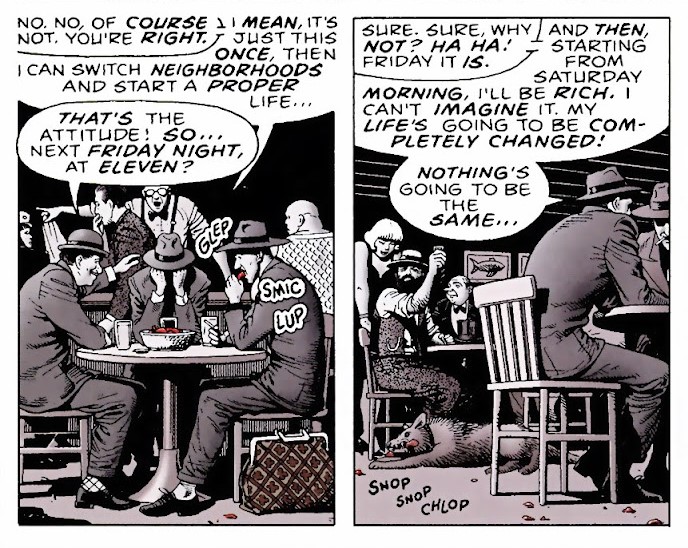 NO. NO, OF COURSE
NOT. YOU'RE RIGHT.
I MEAN, IT'S
JUST THIS
ONCE, THEN
I CAN SWITCH NEIGHBORHOODS
AND START A PROPER
LIFE...
THAT'S THE
ATTITUDE! SO...
NEXT FRIDAY NIGHT,
AT ELEVEN?
GLEP
SMIC
LUP
SURE. SURE, WHY
NOT? HA HA!
FRIDAY IT IS.
AND THEN,
STARTING
FROM
SATURDAY
MORNING, I'LL BE RICH. I
CAN'T IMAGINE IT. MY
LIFE'S GOING TO BE COM-
PLETELY CHANGED!
NOTHING'S
GOING TO BE
THE
SAME...
SNOP
SNOP
CHLOP